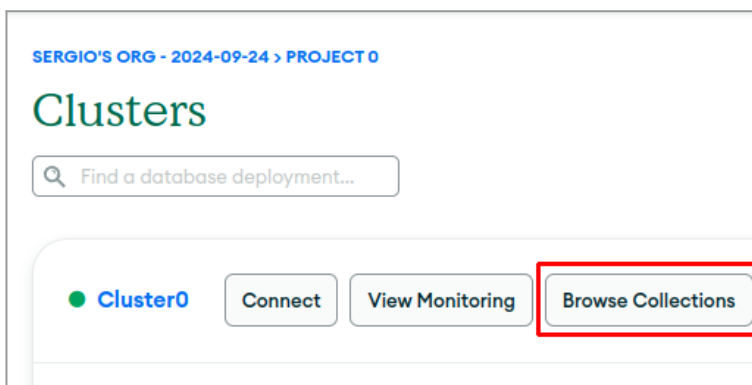 SERGIO'S ORG - 2024-09-24 > PROJECT 0
Clusters
Find a database deployment...
Cluster0 Connect View Monitoring Browse Collections